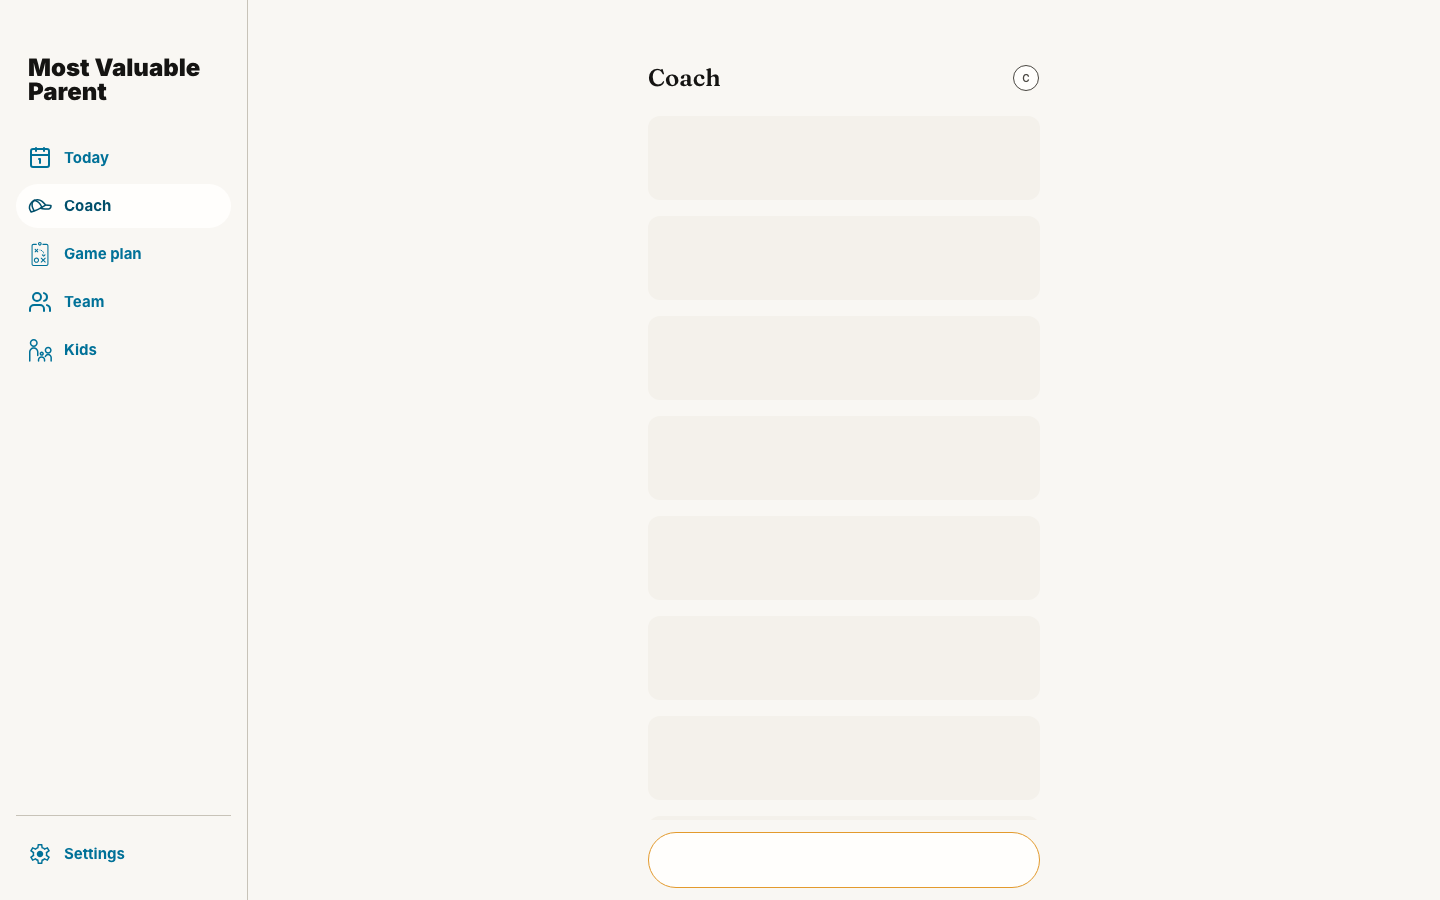 Most Valuable
Parent
Today
Coach
Game plan
Team
Kids
Settings
Coach
C